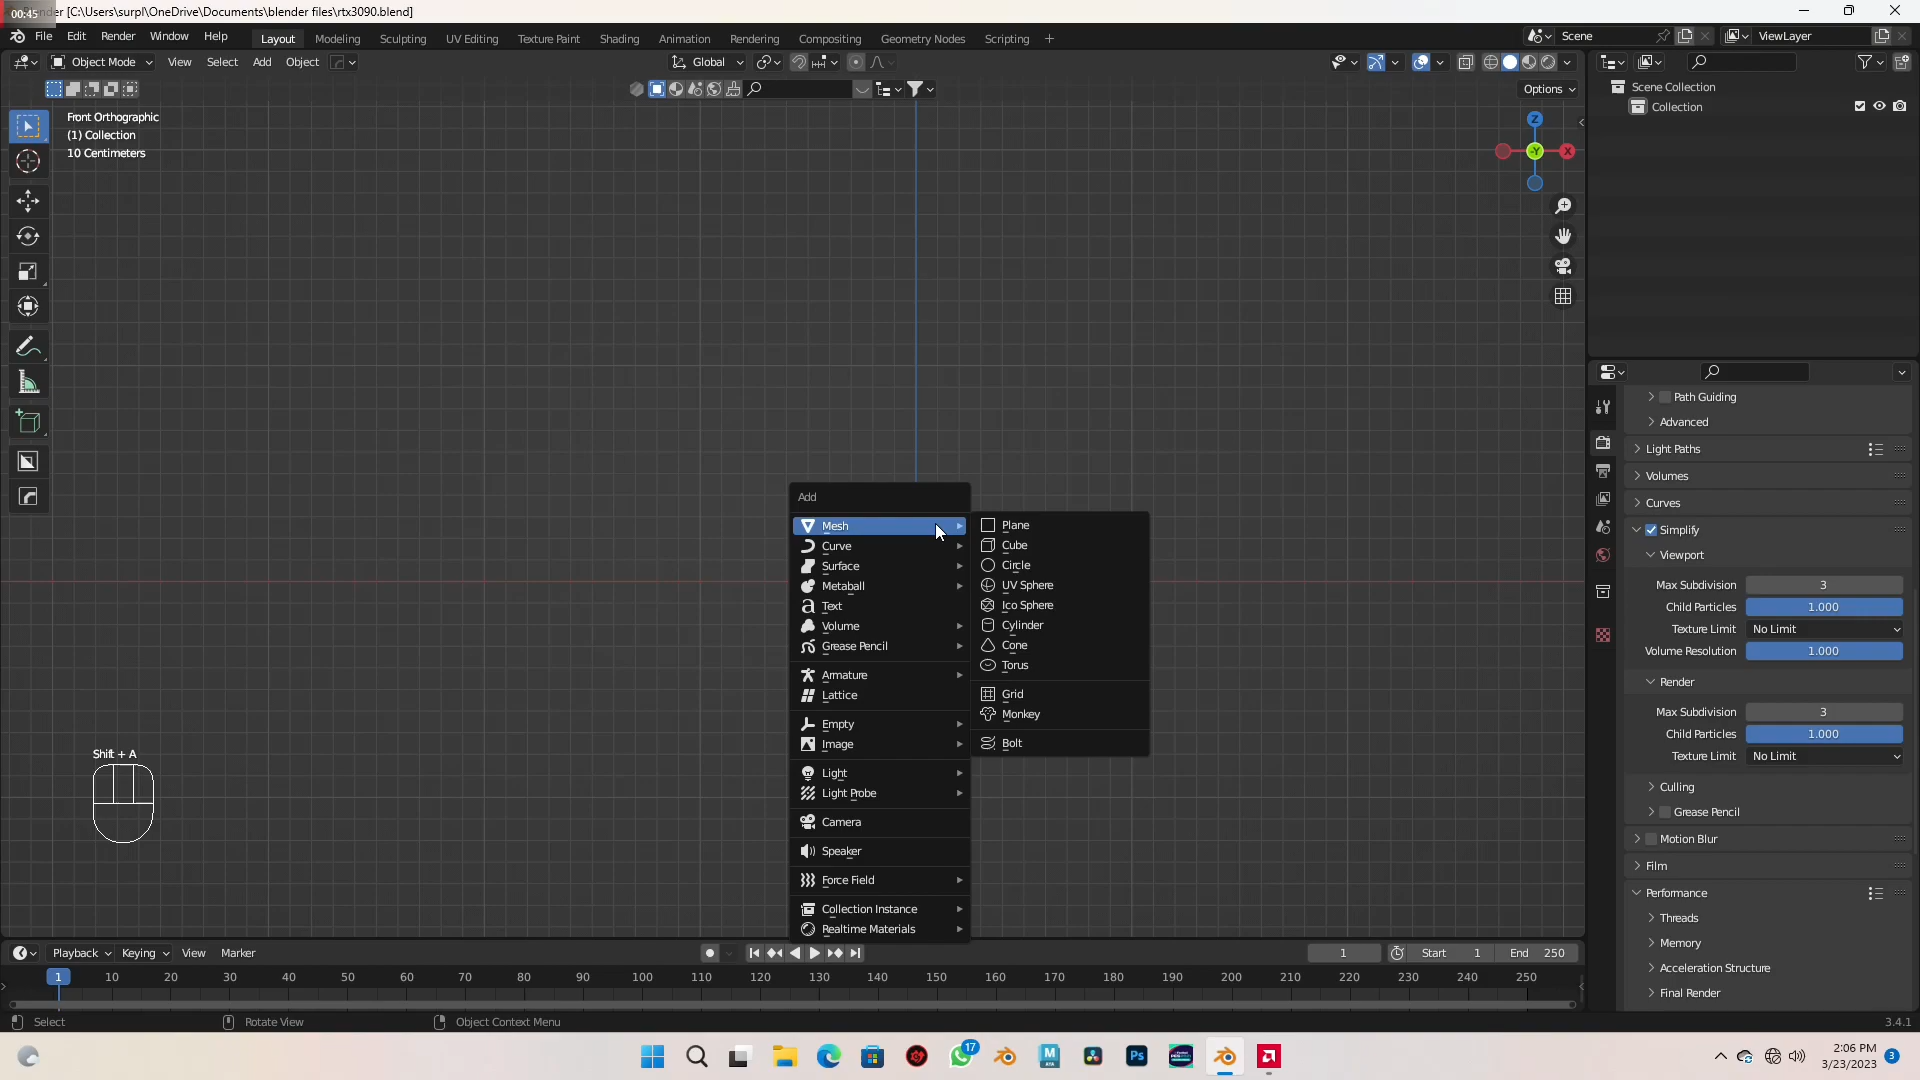 00:45
der [C:\Users\surpl\OneDrive\Documents\blender files\rtx3090.blend]
File Edit Render Window Help Layout Modeling Sculpting UV Editing Texture Paint Shading Animation Rendering Compositing Geometry Nodes Scripting + Scene ViewLayer
Object Mode View Select Add Object Global
Options
Front Orthographic
(1) Collection
10 Centimeters
Z
-Y
X
Scene Collection
Collection
Path Guiding
Advanced
Light Paths
Volumes
Curves
Simplify
Viewport
Max Subdivision 3
Child Particles 1.000
Texture Limit No Limit
Volume Resolution 1.000
Render
Max Subdivision 3
Child Particles 1.000
Texture Limit No Limit
Culling
Grease Pencil
Motion Blur
Film
Performance
Threads
Memory
Acceleration Structure
Final Render
Add
Mesh
Curve
Surface
Metaball
Text
Volume
Grease Pencil
Armature
Lattice
Empty
Image
Light
Light Probe
Camera
Speaker
Force Field
Collection Instance
Realtime Materials
Plane
Cube
Circle
UV Sphere
Ico Sphere
Cylinder
Cone
Torus
Grid
Monkey
Bolt
Shift + A
Playback Keying View Marker 1 Start 1 End 250
1 10 20 30 40 50 60 70 80 90 100 110 120 130 140 150 160 170 180 190 200 210 220 230 240 250
Select Rotate View Object Context Menu 3.4.1
17
M
MAYA
Ps
2:06 PM
3/23/2023
3